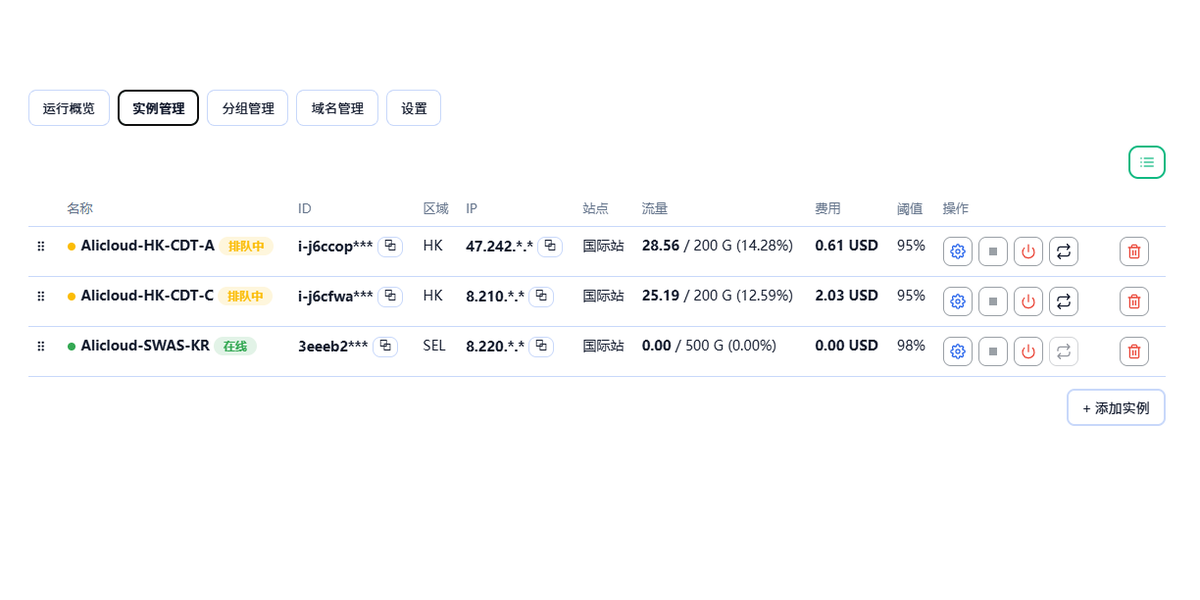 运行概览 实例管理 分组管理 域名管理 设置
名称 ID 区域 IP 站点 流量 费用 阈值 操作
Alicloud-HK-CDT-A 排队中 i-j6ccop*** HK 47.242.*.* 国际站 28.56 / 200 G (14.28%) 0.61 USD 95%
Alicloud-HK-CDT-C 排队中 i-j6cfwa*** HK 8.210.*.* 国际站 25.19 / 200 G (12.59%) 2.03 USD 95%
Alicloud-SWAS-KR 在线 3eeeb2*** SEL 8.220.*.* 国际站 0.00 / 500 G (0.00%) 0.00 USD 98%
+ 添加实例